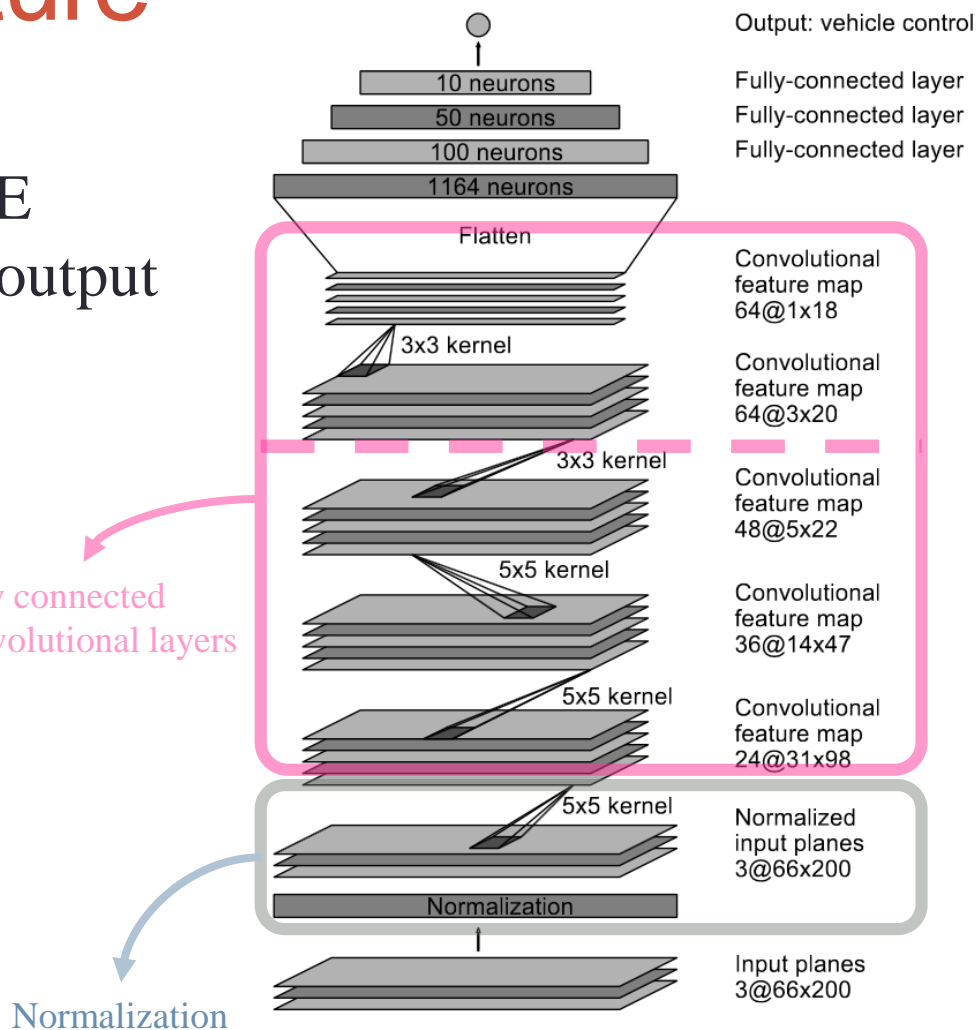 Output: vehicle control
10 neurons
Fully-connected layer
50 neurons
Fully-connected layer
100 neurons
Fully-connected layer
1164 neurons
E
output
Flatten
Convolutional
feature map
64@1x18
3x3 kernel
Convolutional
feature map
64@3x20
3x3 kernel
Convolutional
feature map
48@5x22
5x5 kernel
connected
volutional layers
Convolutional
feature map
36@14x47
5x5 kernel
Convolutional
feature map
24@31x98
5x5 kernel
Normalized
input planes
3@66x200
Normalization
Input planes
3@66x200
Normalization